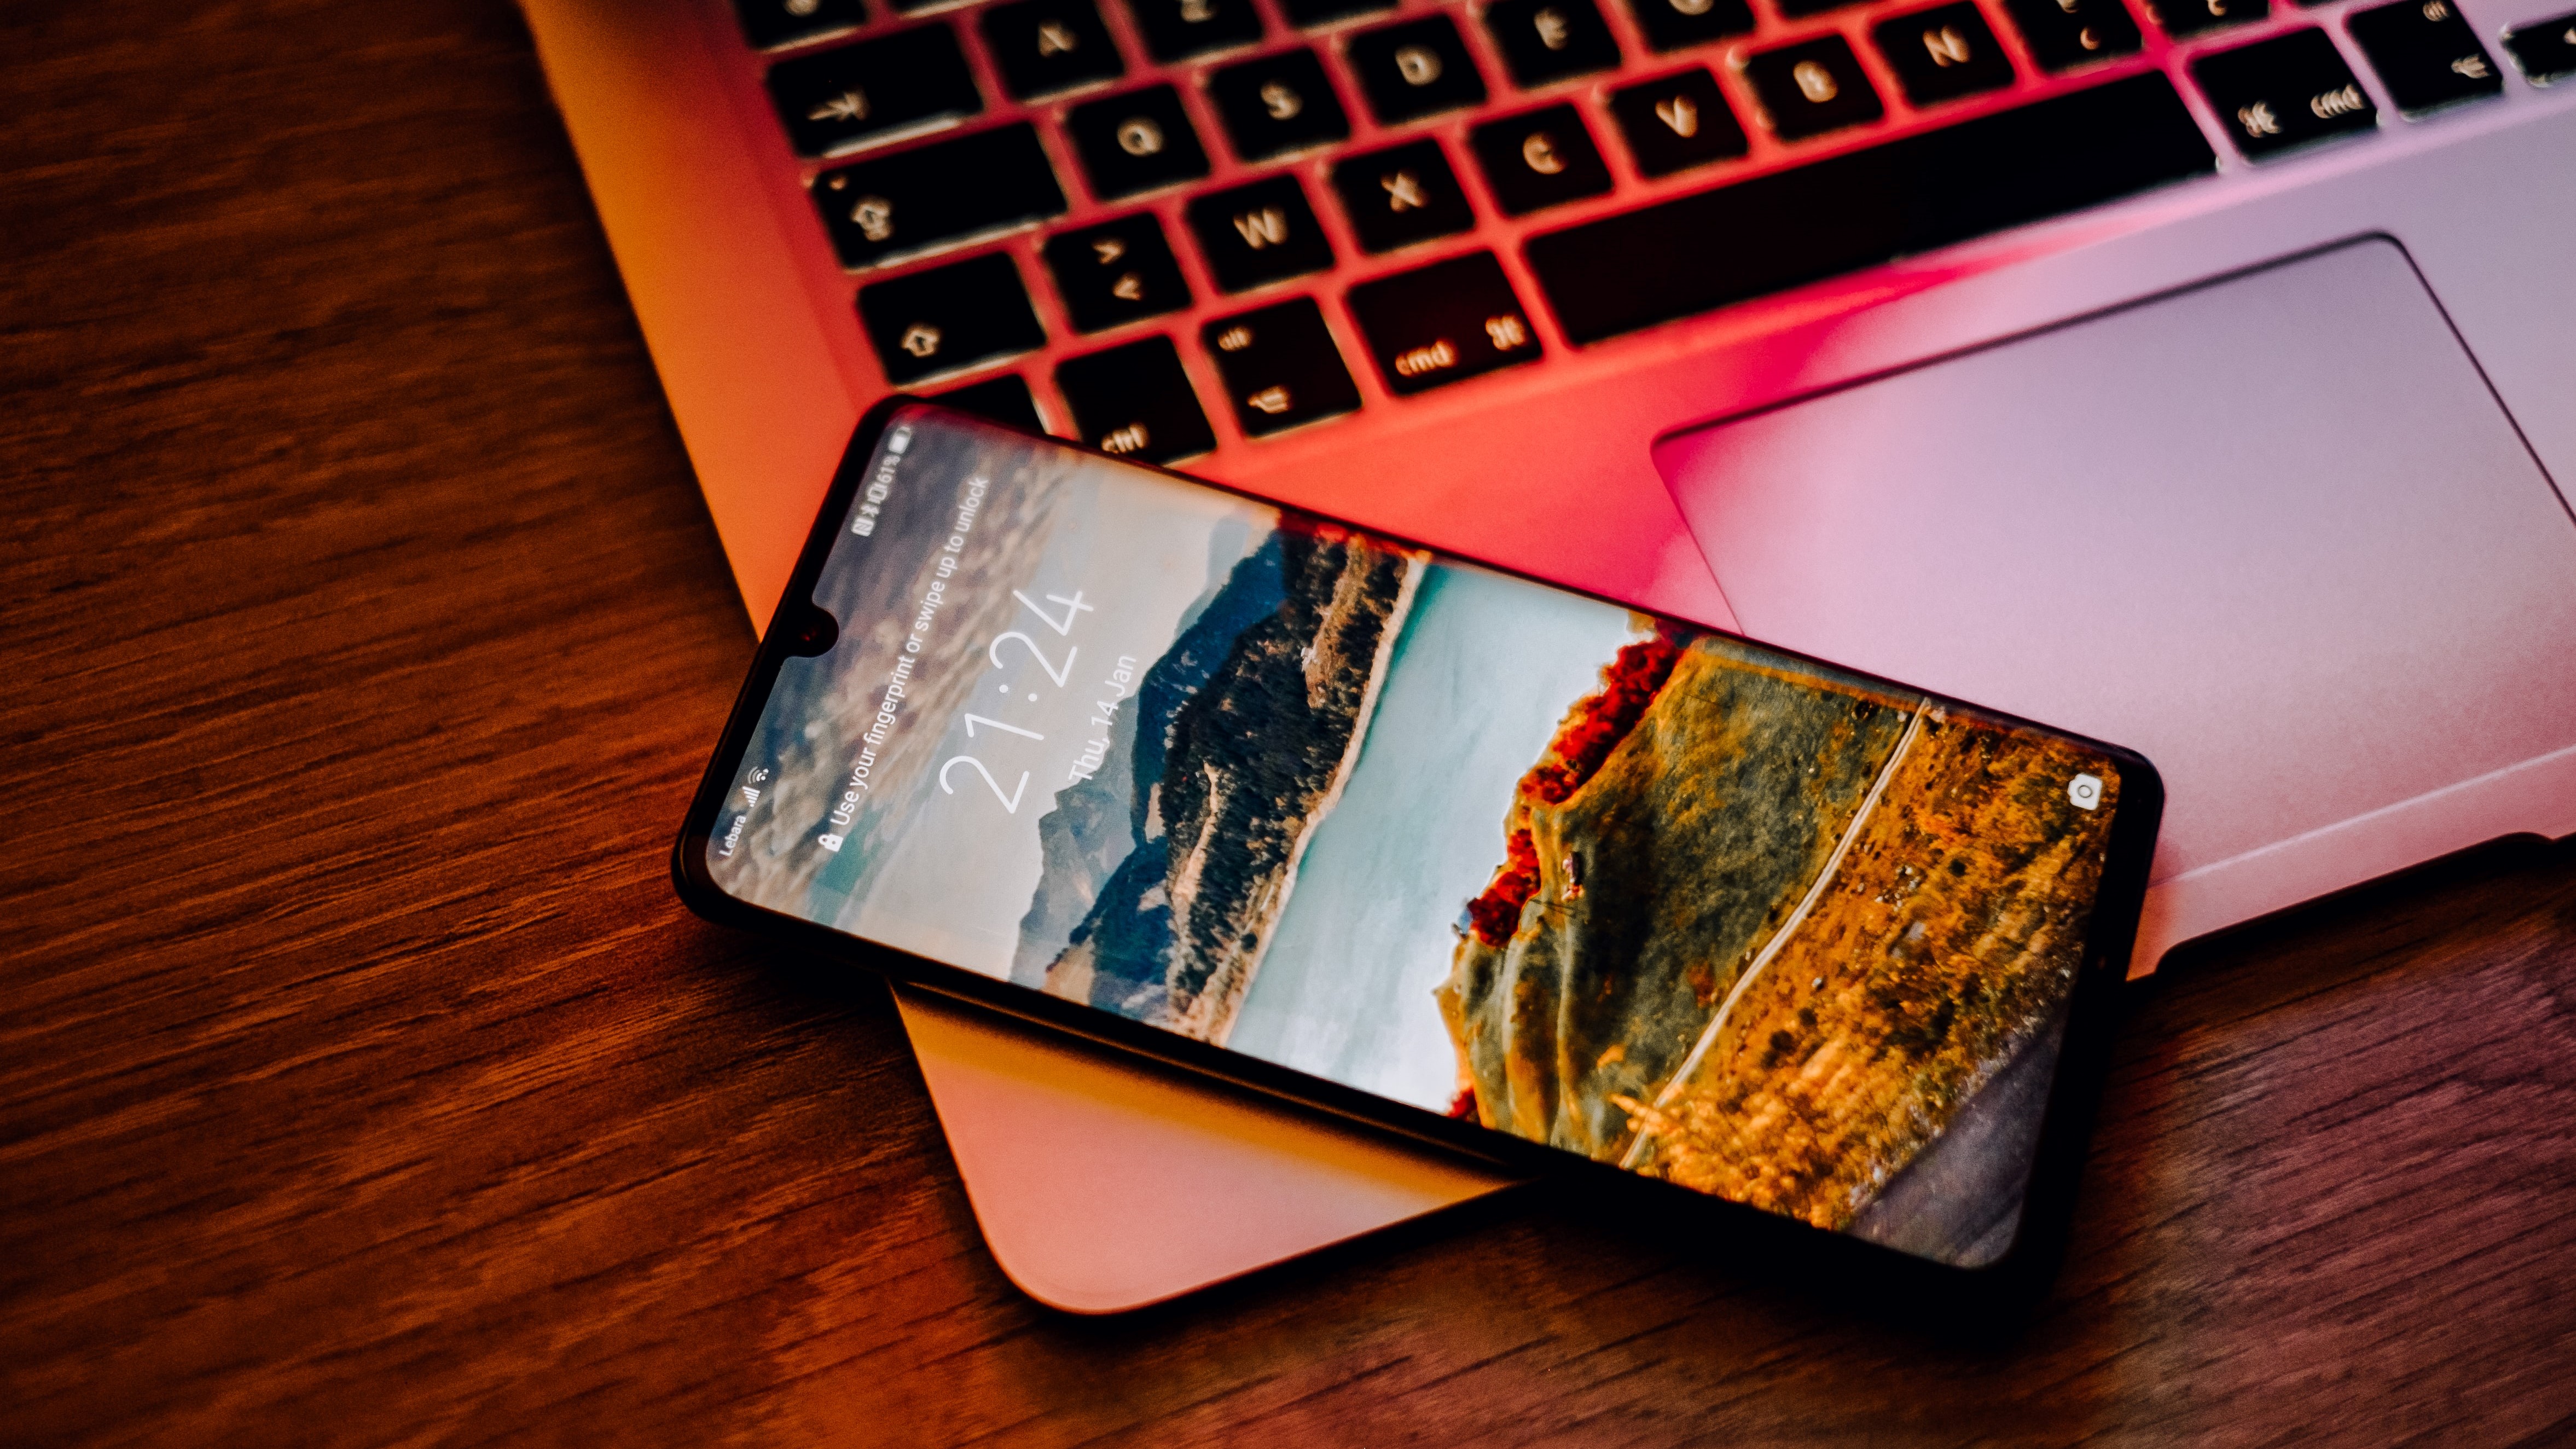 A Z
Q S D F
> W X C V B N
<
ctrl alt ⌥ cmd ⌘ ⌘ cmd alt ⌥
Lebara 61%
Use your fingerprint or swipe up to unlock
21:24
Thu, 14 Jan